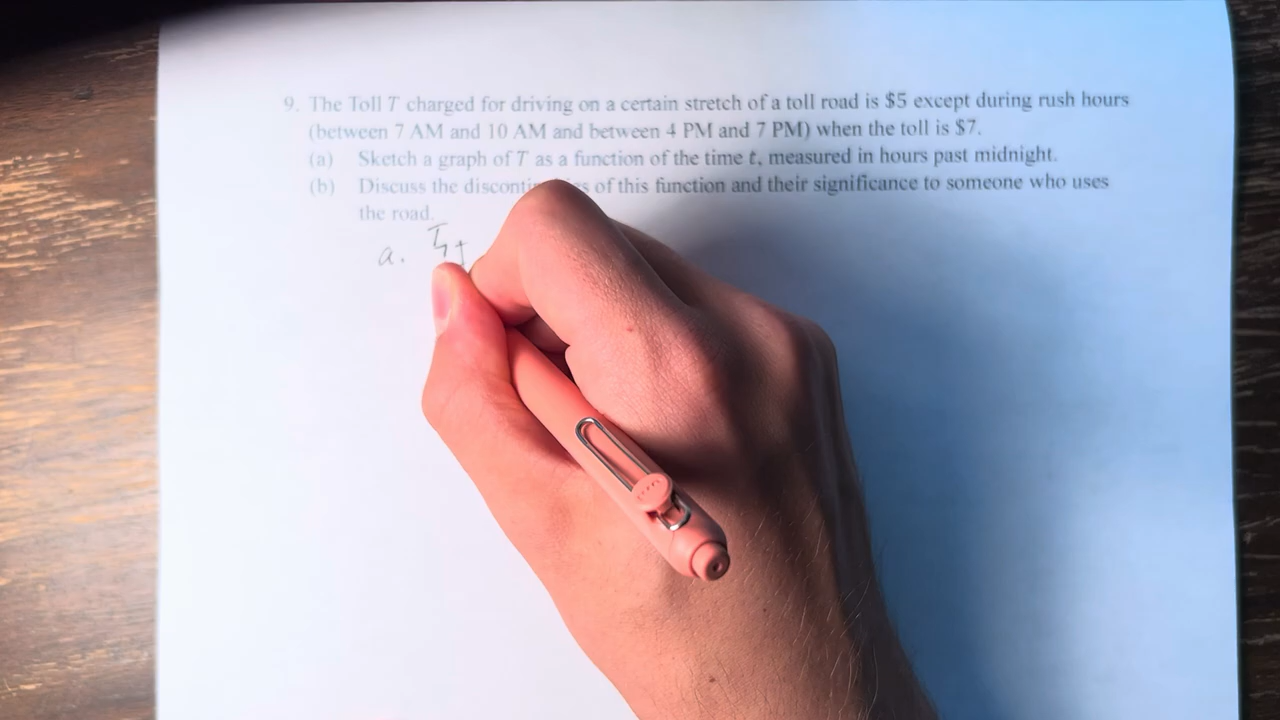 9. The Toll T charged for driving on a certain stretch of a toll road is $5 except during rush hours
(between 7 AM and 10 AM and between 4 PM and 7 PM) when the toll is $7.
(a) Sketch a graph of T as a function of the time t, measured in hours past midnight.
(b) Discuss the of this function and their significance to someone who uses
the road.
a.